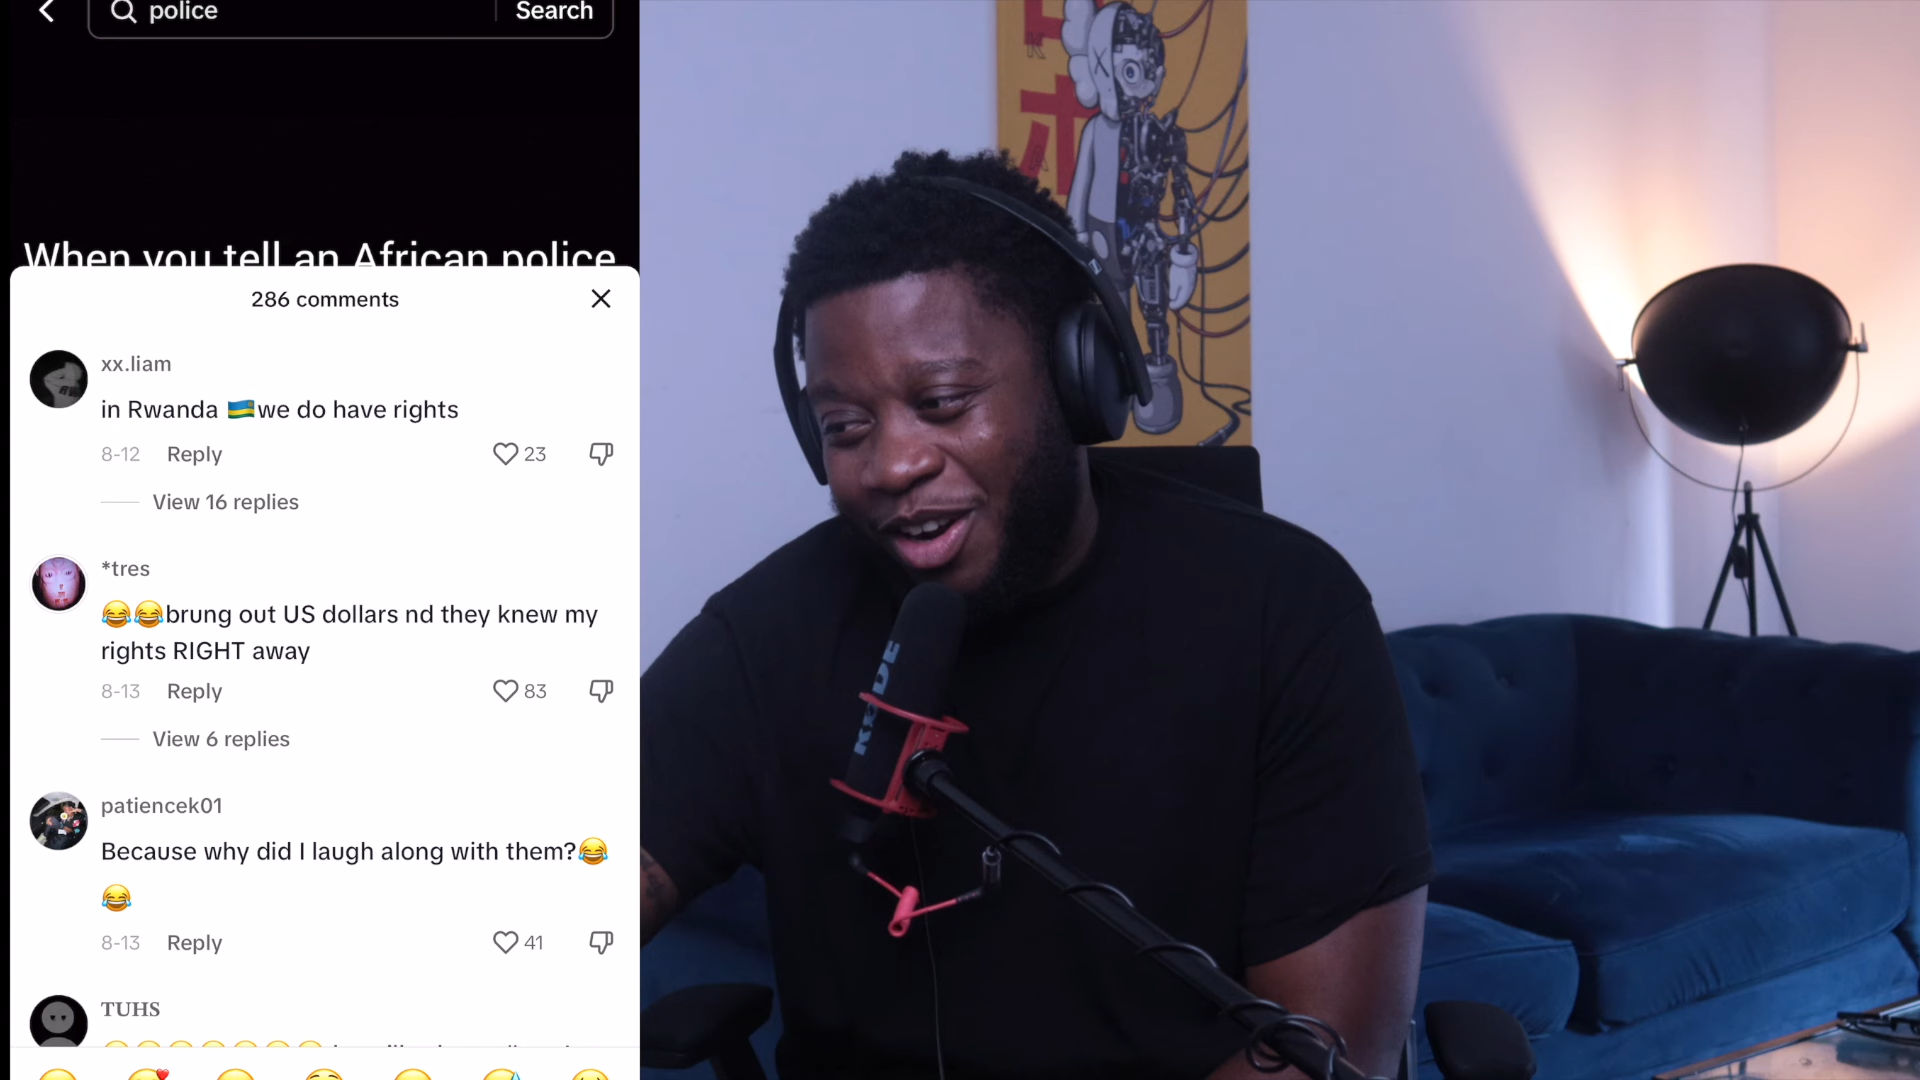 police
Search
When you tell an African police
286 comments
xx.liam
in Rwanda 🇷🇼we do have rights
8-12 Reply 23
View 16 replies
*tres
😂😂brung out US dollars nd they knew my
rights RIGHT away
8-13 Reply 83
View 6 replies
patiencek01
Because why did I laugh along with them?😂
😂
8-13 Reply 41
TUHS
ロ
ボ
RODE